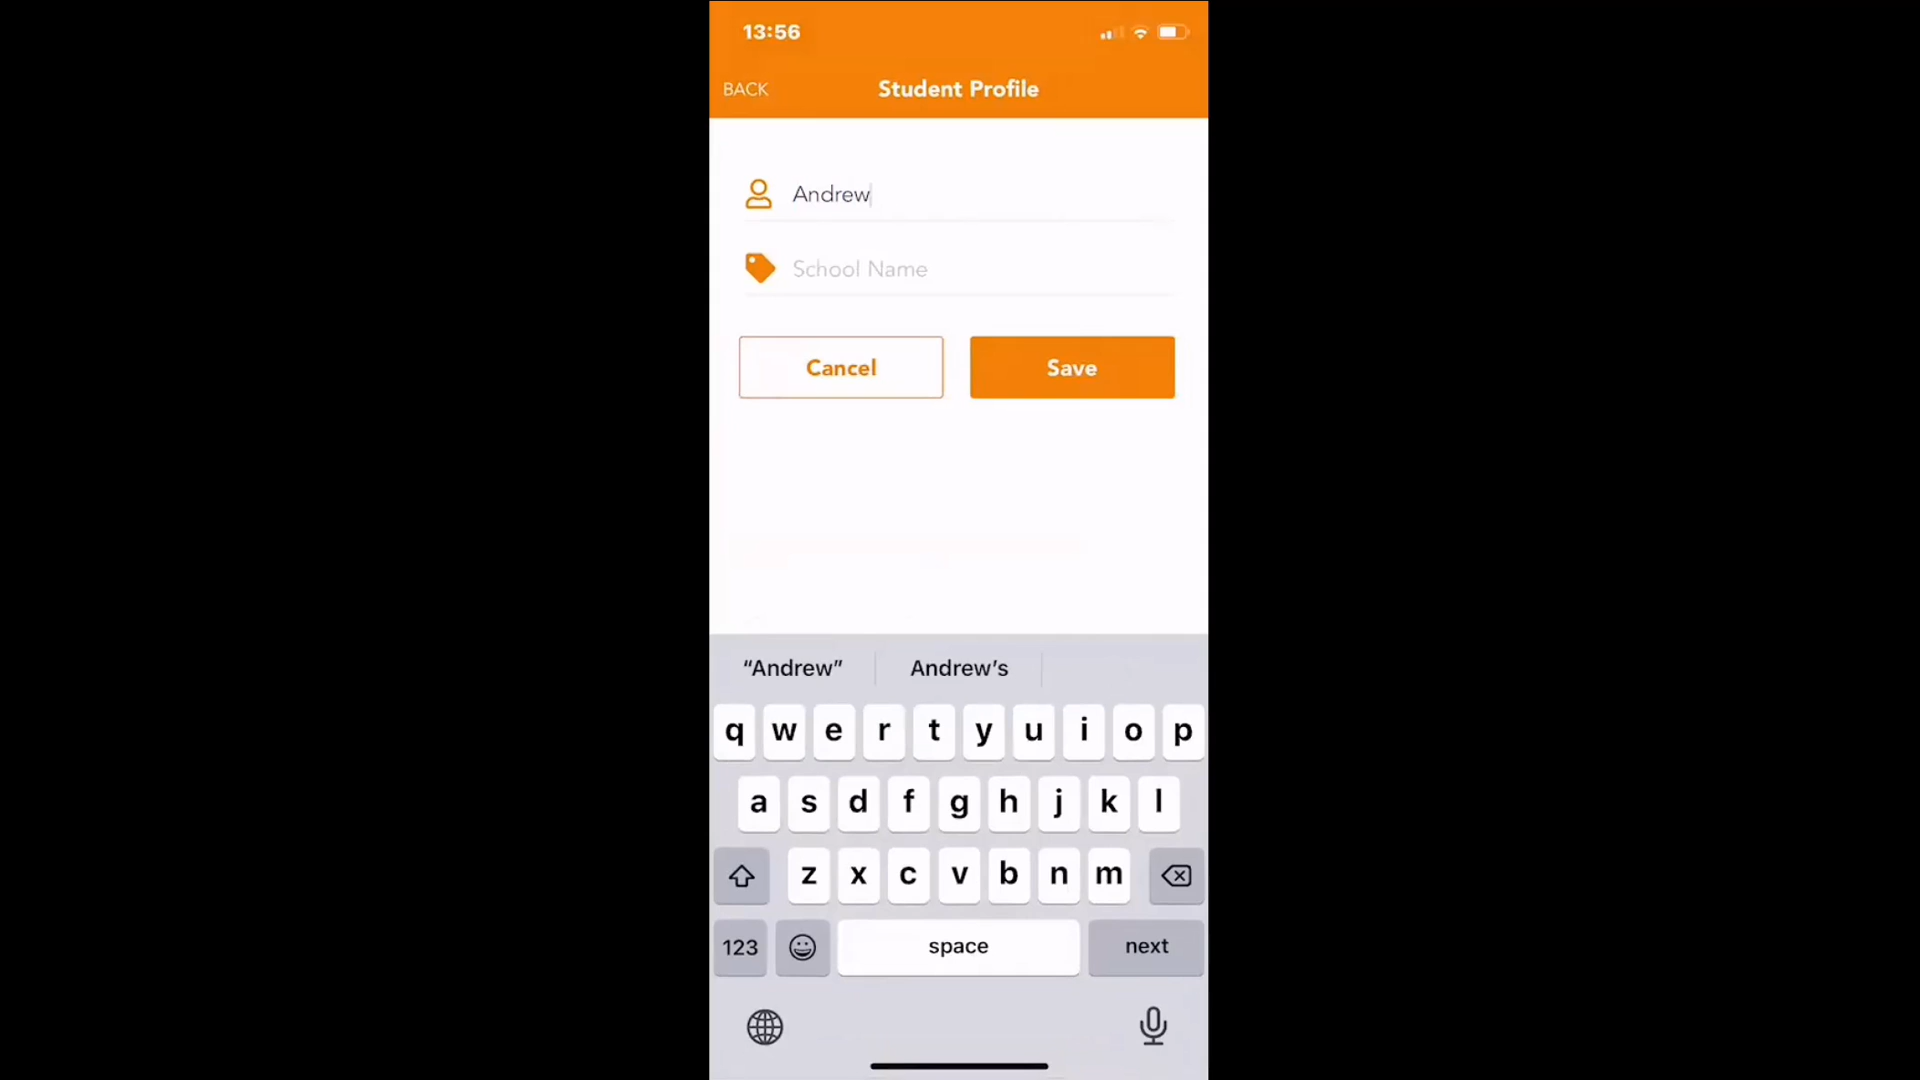 13:56
BACK
Student Profile
Andrew
School Name
Cancel
Save
“Andrew”
Andrew’s
q w e r t y u i o p
a s d f g h j k l
z x c v b n m
123
space
next